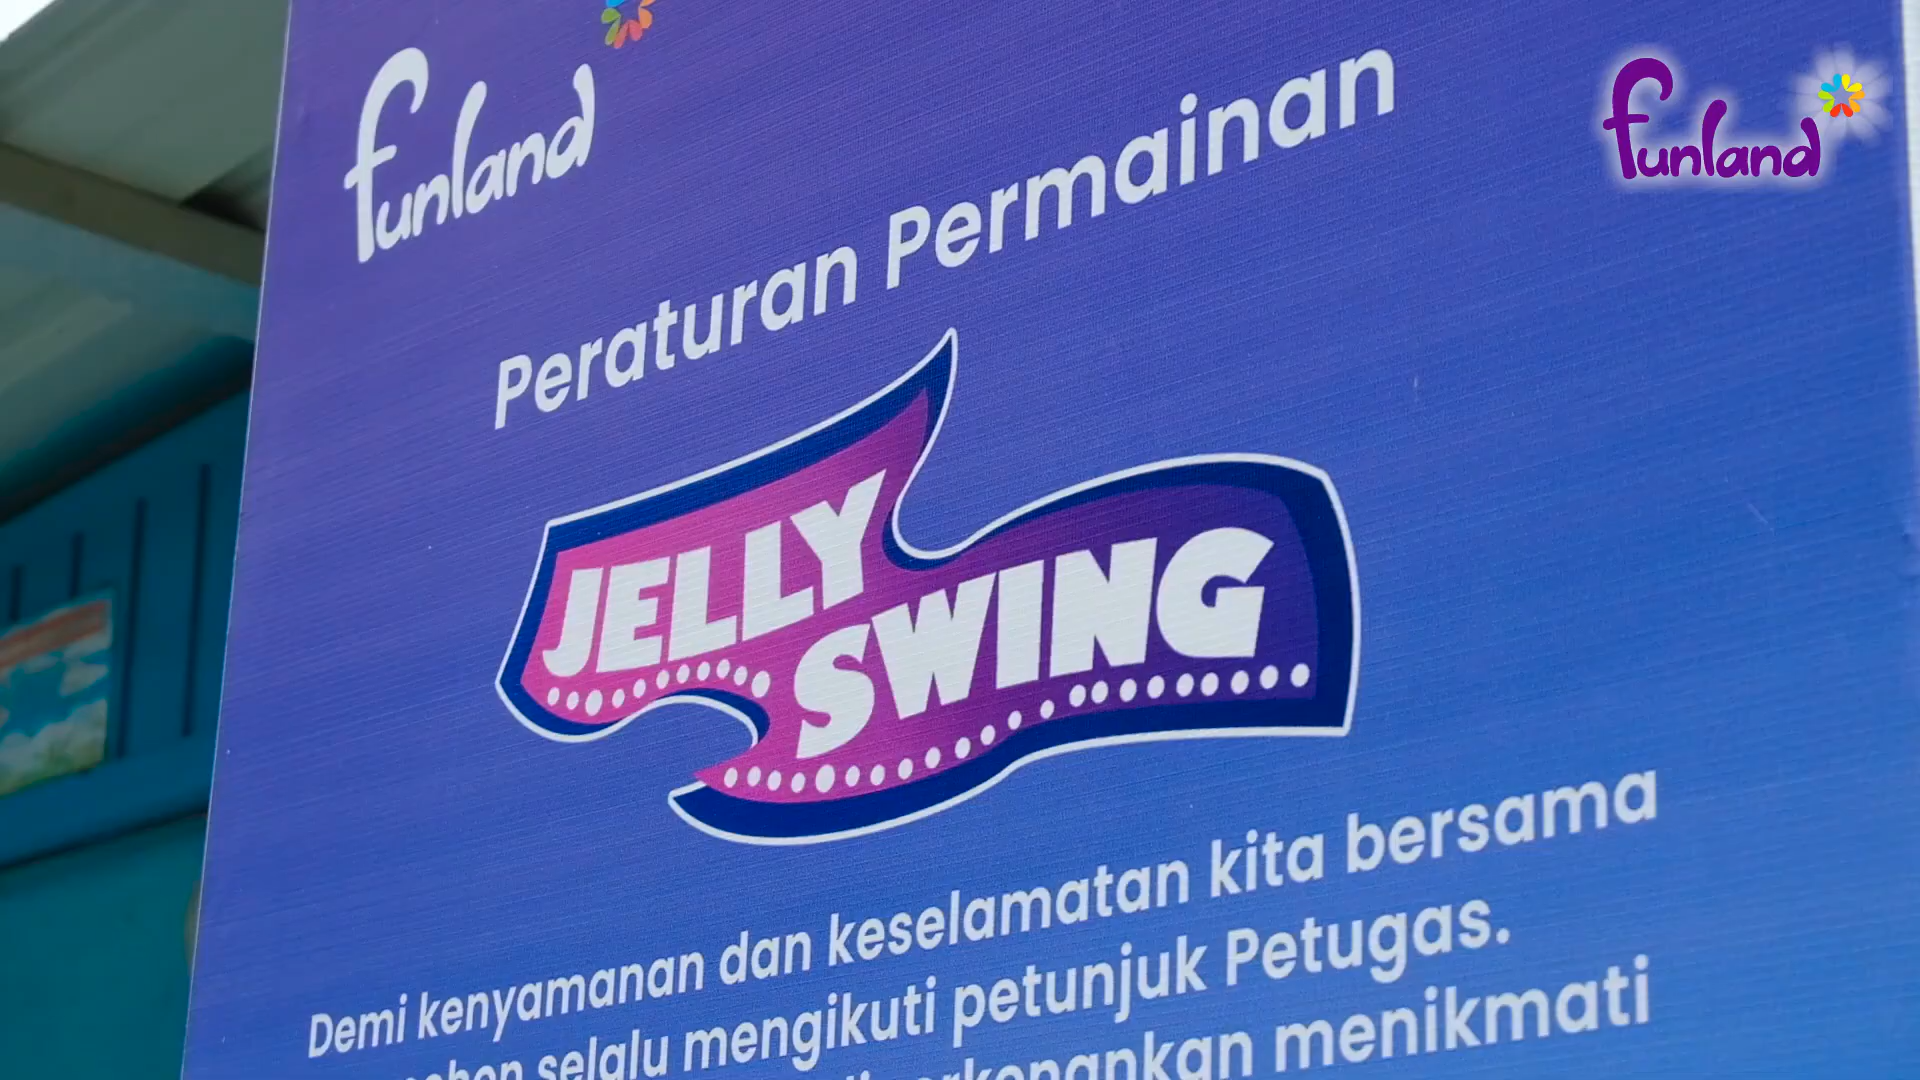 funland
funland
Peraturan Permainan
JELLY
SWING
Demi kenyamanan dan keselamatan kita bersama
selalu mengikuti petunjuk Petugas.
menikmati